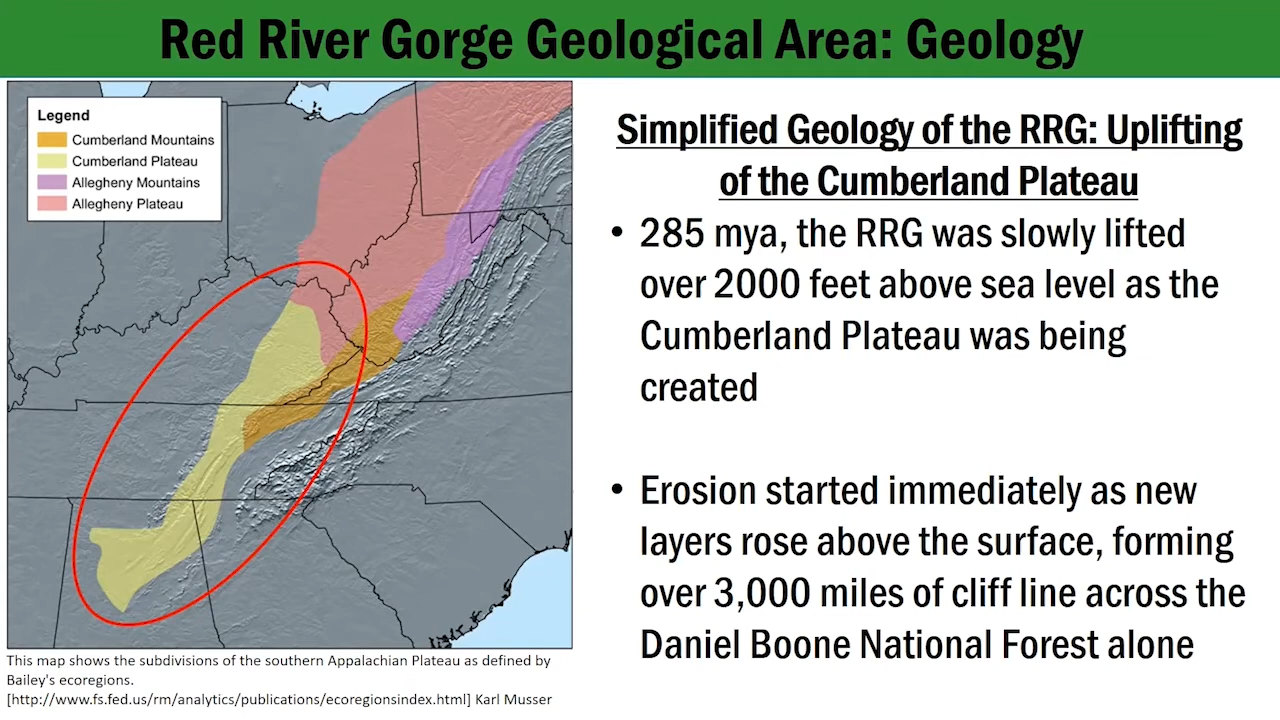 Red River Gorge Geological Area: Geology
Legend
Cumberland Mountains
Cumberland Plateau
Allegheny Mountains
Allegheny Plateau
This map shows the subdivisions of the southern Appalachian Plateau as defined by
Bailey's ecoregions.
[http://www.fs.fed.us/rm/analytics/publications/ecoregionsindex.html] Karl Musser
Simplified Geology of the RRG: Uplifting
of the Cumberland Plateau
• 285 mya, the RRG was slowly lifted
over 2000 feet above sea level as the
Cumberland Plateau was being
created
• Erosion started immediately as new
layers rose above the surface, forming
over 3,000 miles of cliff line across the
Daniel Boone National Forest alone